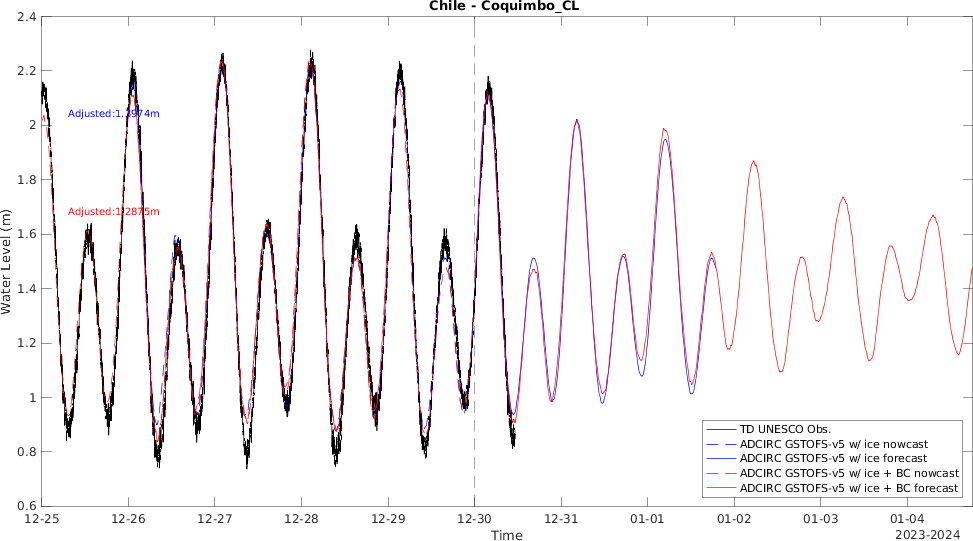 Chile - Coquimbo_CL
2.4
2.2
2
1.8
1.6
1.4
1.2
1
0.8
0.6
Water Level (m)
Adjusted:1.2875m
12-25
12-26
12-27
12-28
12-29
12-30
12-31
01-01
01-02
01-03
01-04
Time
2023-2024
TD UNESCO Obs.
ADCIRC GSTOFS-v5 w/ ice nowcast
ADCIRC GSTOFS-v5 w/ ice forecast
ADCIRC GSTOFS-v5 w/ ice + BC nowcast
ADCIRC GSTOFS-v5 w/ ice + BC forecast